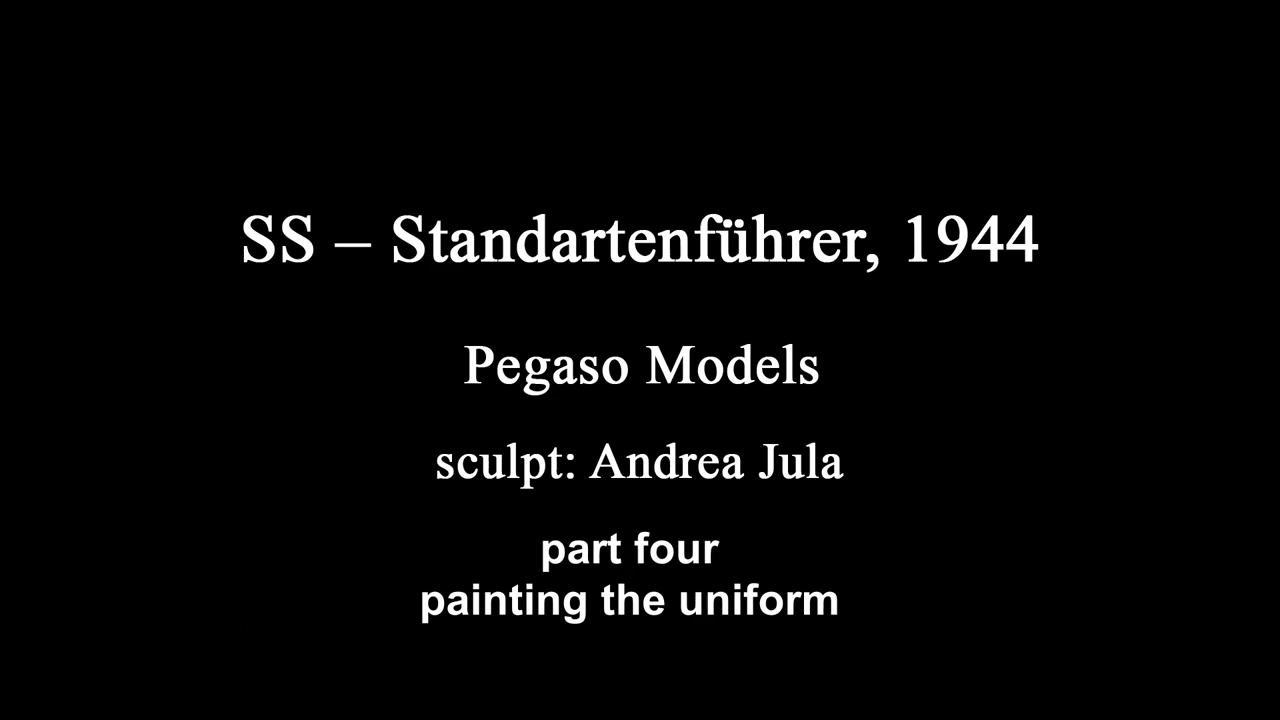 SS – Standartenführer, 1944
Pegaso Models
sculpt: Andrea Jula
part four
painting the uniform